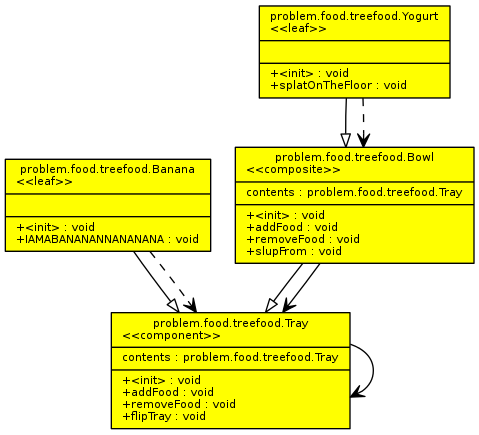 problem.food.treefood.Yogurt
<<leaf>>
+<init> : void
+splatOnTheFloor : void
problem.food.treefood.Banana
<<leaf>>
+<init> : void
+IAMABANANANNANANANA : void
problem.food.treefood.Bowl
<<composite>>
contents : problem.food.treefood.Tray
+<init> : void
+addFood : void
+removeFood : void
+slupFrom : void
problem.food.treefood.Tray
<<component>>
contents : problem.food.treefood.Tray
+<init> : void
+addFood : void
+removeFood : void
+flipTray : void